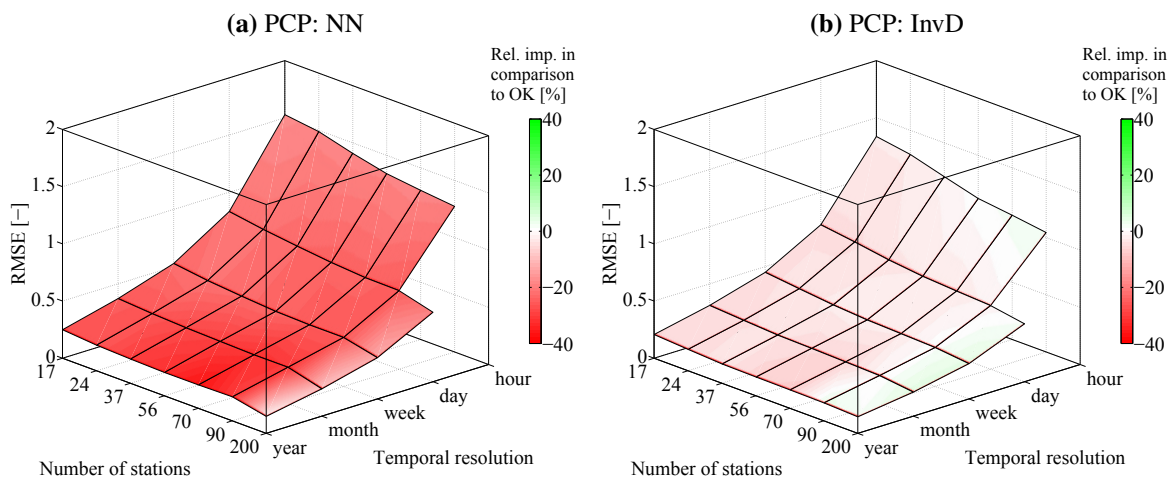 (a) PCP: NN
Rel. imp. in
comparison
to OK [%]
40
20
0
−20
−40
RMSE [−]
2
1.5
1
0.5
0
17
24
37
56
70
90
200
Number of stations
year
month
week
day
hour
Temporal resolution
(b) PCP: InvD
Rel. imp. in
comparison
to OK [%]
40
20
0
−20
−40
RMSE [−]
2
1.5
1
0.5
0
17
24
37
56
70
90
200
Number of stations
year
month
week
day
hour
Temporal resolution